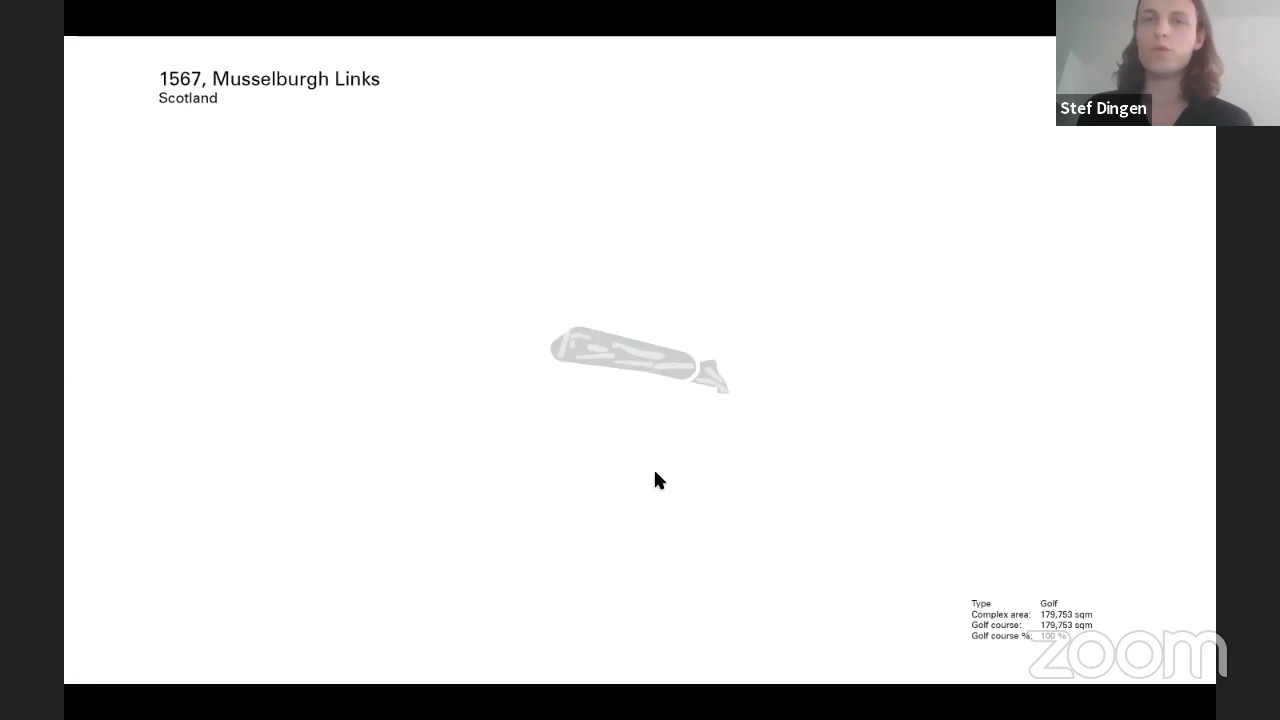 1567, Musselburgh Links
Scotland
Stef Dingen
Type Golf
Complex area: 179,753 sqm
Golf course: 179,753 sqm
Golf course %: 100 %
zoom